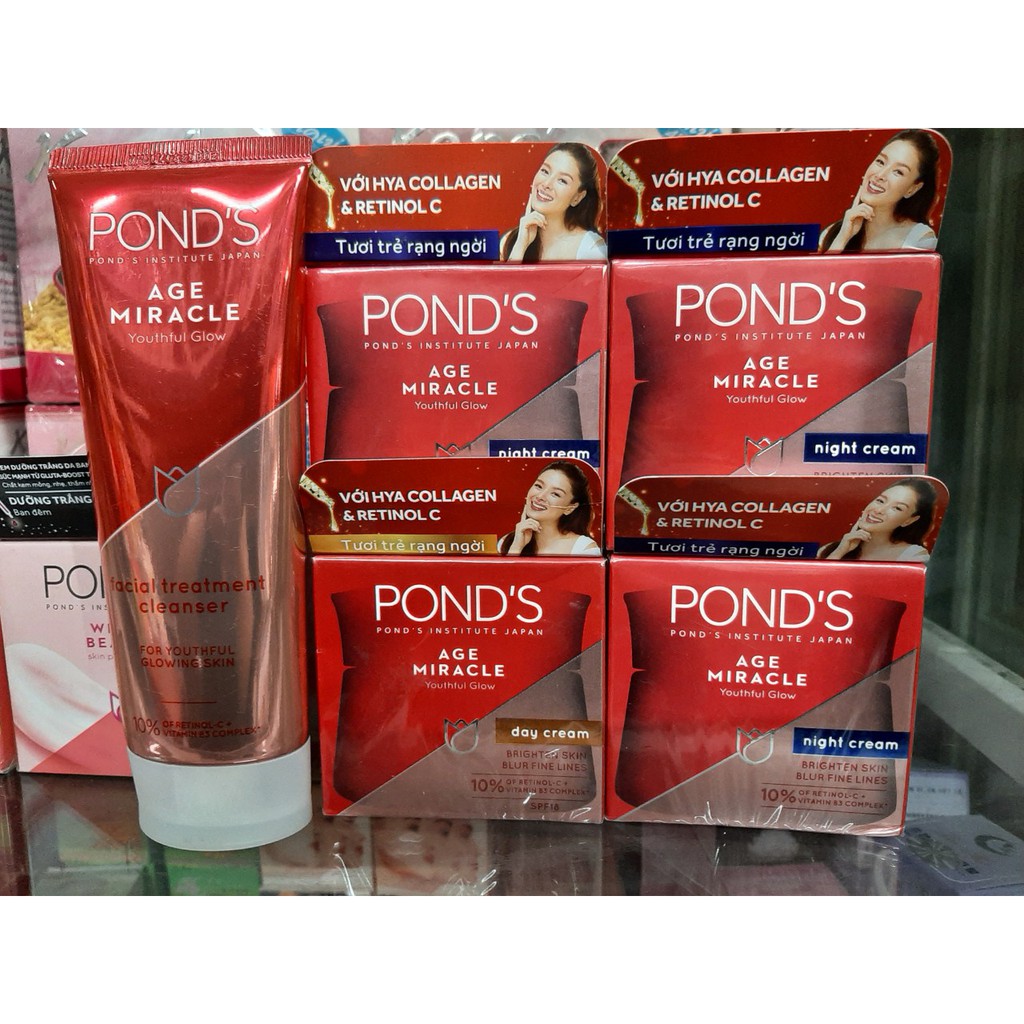 POND'S
POND'S INSTITUTE JAPAN
AGE
MIRACLE
Youthful Glow
facial treatment
cleanser
FOR YOUTHFUL
GLOWING SKIN
10% OF RETINOL-C +
VITAMIN B3 COMPLEX*
VỚI HYA COLLAGEN
& RETINOL C
Tươi trẻ rạng ngời
POND'S
POND'S INSTITUTE JAPAN
AGE
MIRACLE
Youthful Glow
night cream
VỚI HYA COLLAGEN
& RETINOL C
Tươi trẻ rạng ngời
POND'S
POND'S INSTITUTE JAPAN
AGE
MIRACLE
Youthful Glow
night cream
VỚI HYA COLLAGEN
& RETINOL C
Tươi trẻ rạng ngời
POND'S
POND'S INSTITUTE JAPAN
AGE
MIRACLE
Youthful Glow
day cream
BRIGHTEN SKIN
BLUR FINE LINES
10% OF RETINOL-C +
VITAMIN B3 COMPLEX*
SPF18
VỚI HYA COLLAGEN
& RETINOL C
Tươi trẻ rạng ngời
POND'S
POND'S INSTITUTE JAPAN
AGE
MIRACLE
Youthful Glow
night cream
BRIGHTEN SKIN
BLUR FINE LINES
10% OF RETINOL-C +
VITAMIN B3 COMPLEX*
DƯỠNG TRẮNG DA
GLUTA-BOOST
DƯỠNG TRẮNG
Ban đêm
POND'S